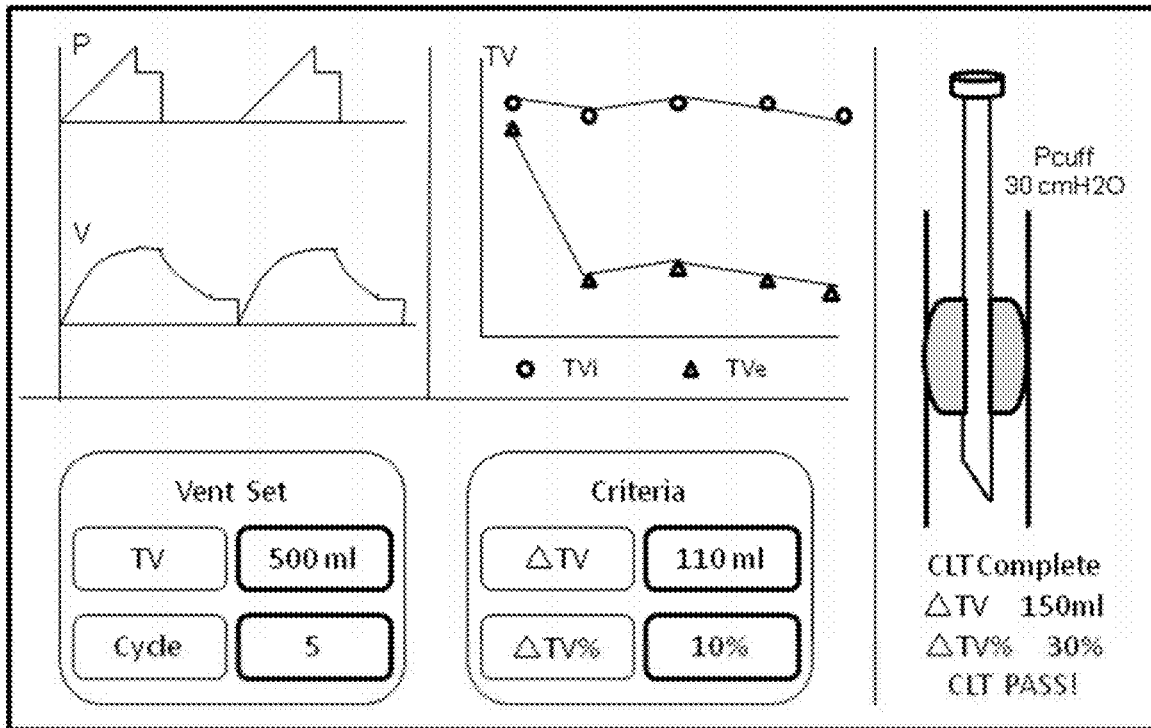 P
V
TV
TVi
TVe
Vent Set
TV 500 ml
Cycle 5
Criteria
△TV 110 ml
△TV% 10%
Pcuff
30 cmH2O
CLT Complete
△TV 150ml
△TV% 30%
CLT PASS!